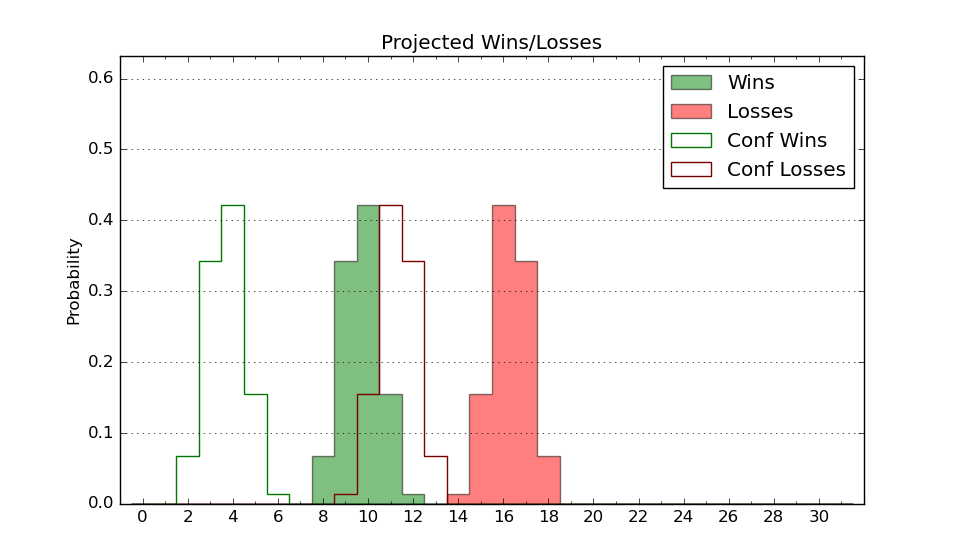 Projected Wins/Losses
Wins
Losses
Conf Wins
Conf Losses
Probability
0.6
0.5
0.4
0.3
0.2
0.1
0.0
0 2 4 6 8 10 12 14 16 18 20 22 24 26 28 30